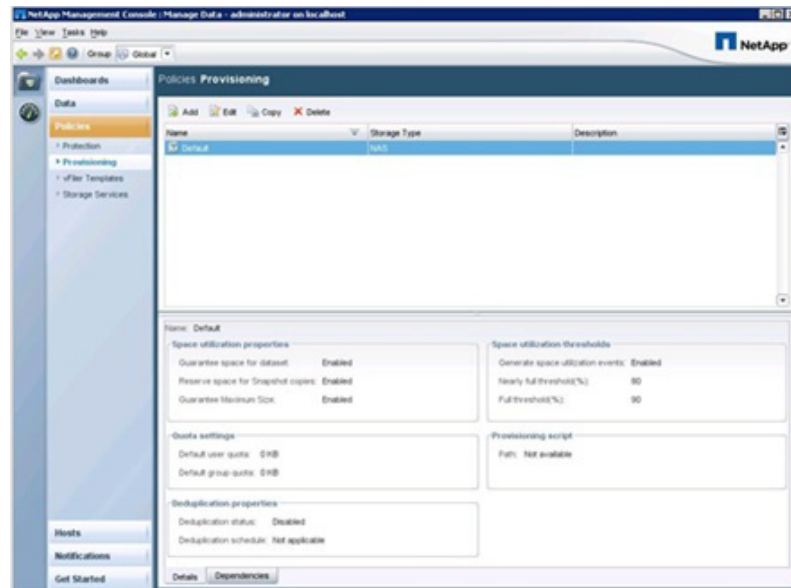 NetApp Management Console : Manage Data - administrator on localhost
File View Tasks Help
Group Global
NetApp
Dashboards
Data
Policies
Protection
Provisioning
vFiler Templates
Storage Services
Hosts
Notifications
Get Started
Policies Provisioning
Add Edit Copy Delete
Name Storage Type Description
Default NAS
Name: Default
Space utilization properties
Guarantee space for dataset: Enabled
Reserve space for Snapshot copies: Enabled
Guarantee Maximum Size: Enabled
Space utilization thresholds
Generate space utilization events: Enabled
Nearly full threshold(%): 80
Full threshold(%): 90
Quota settings
Default user quota: 0 KB
Default group quota: 0 KB
Provisioning script
Path: Not available
Deduplication properties
Deduplication status: Disabled
Deduplication schedule: Not applicable
Details Dependencies